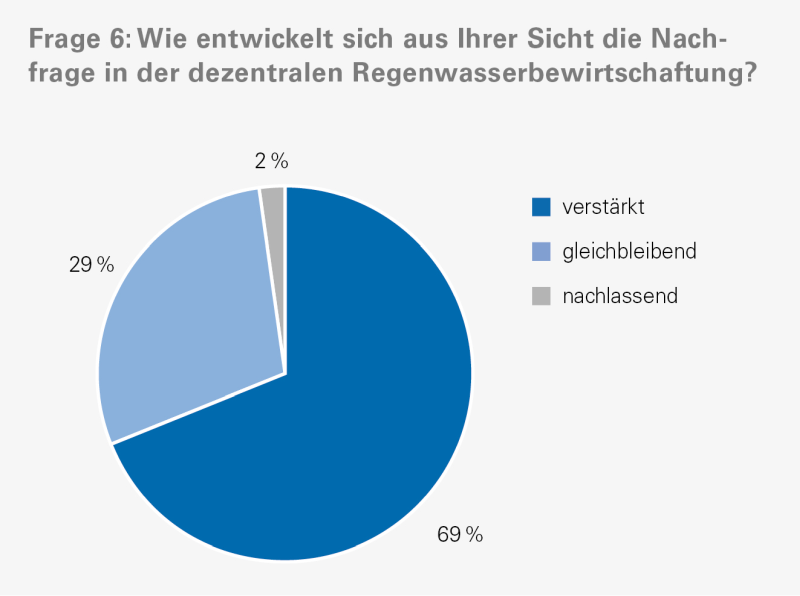 Frage 6: Wie entwickelt sich aus Ihrer Sicht die Nach-
frage in der dezentralen Regenwasserbewirtschaftung?
2 %
verstärkt
gleichbleibend
29 %
nachlassend
69 %